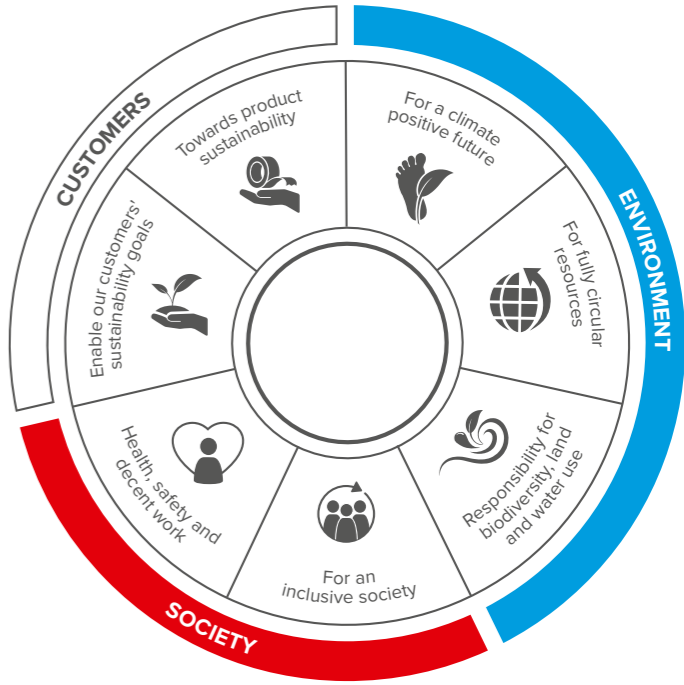 CUSTOMERS
Towards product
sustainability
Enable our customers'
sustainability goals
ENVIRONMENT
For a climate
positive future
For fully circular
resources
Responsibility for
biodiversity, land
and water use
SOCIETY
For an
inclusive society
Health, safety and
decent work